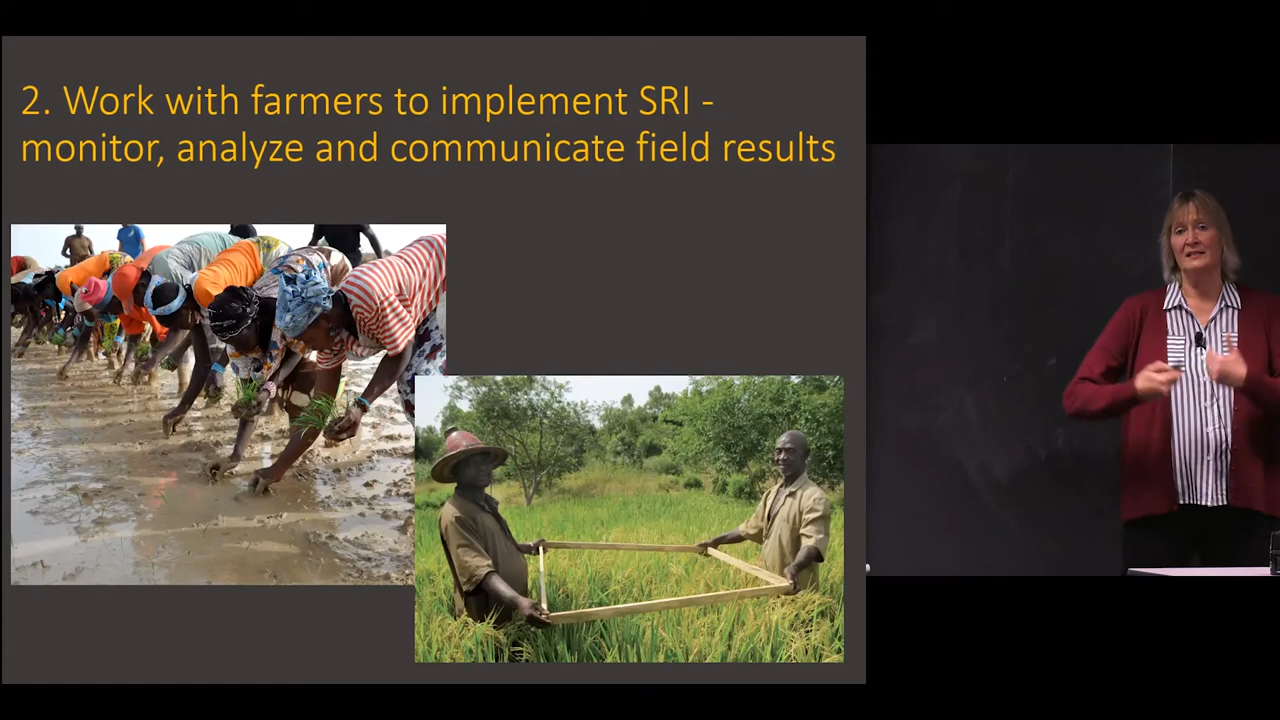 2. Work with farmers to implement SRI -
monitor, analyze and communicate field results